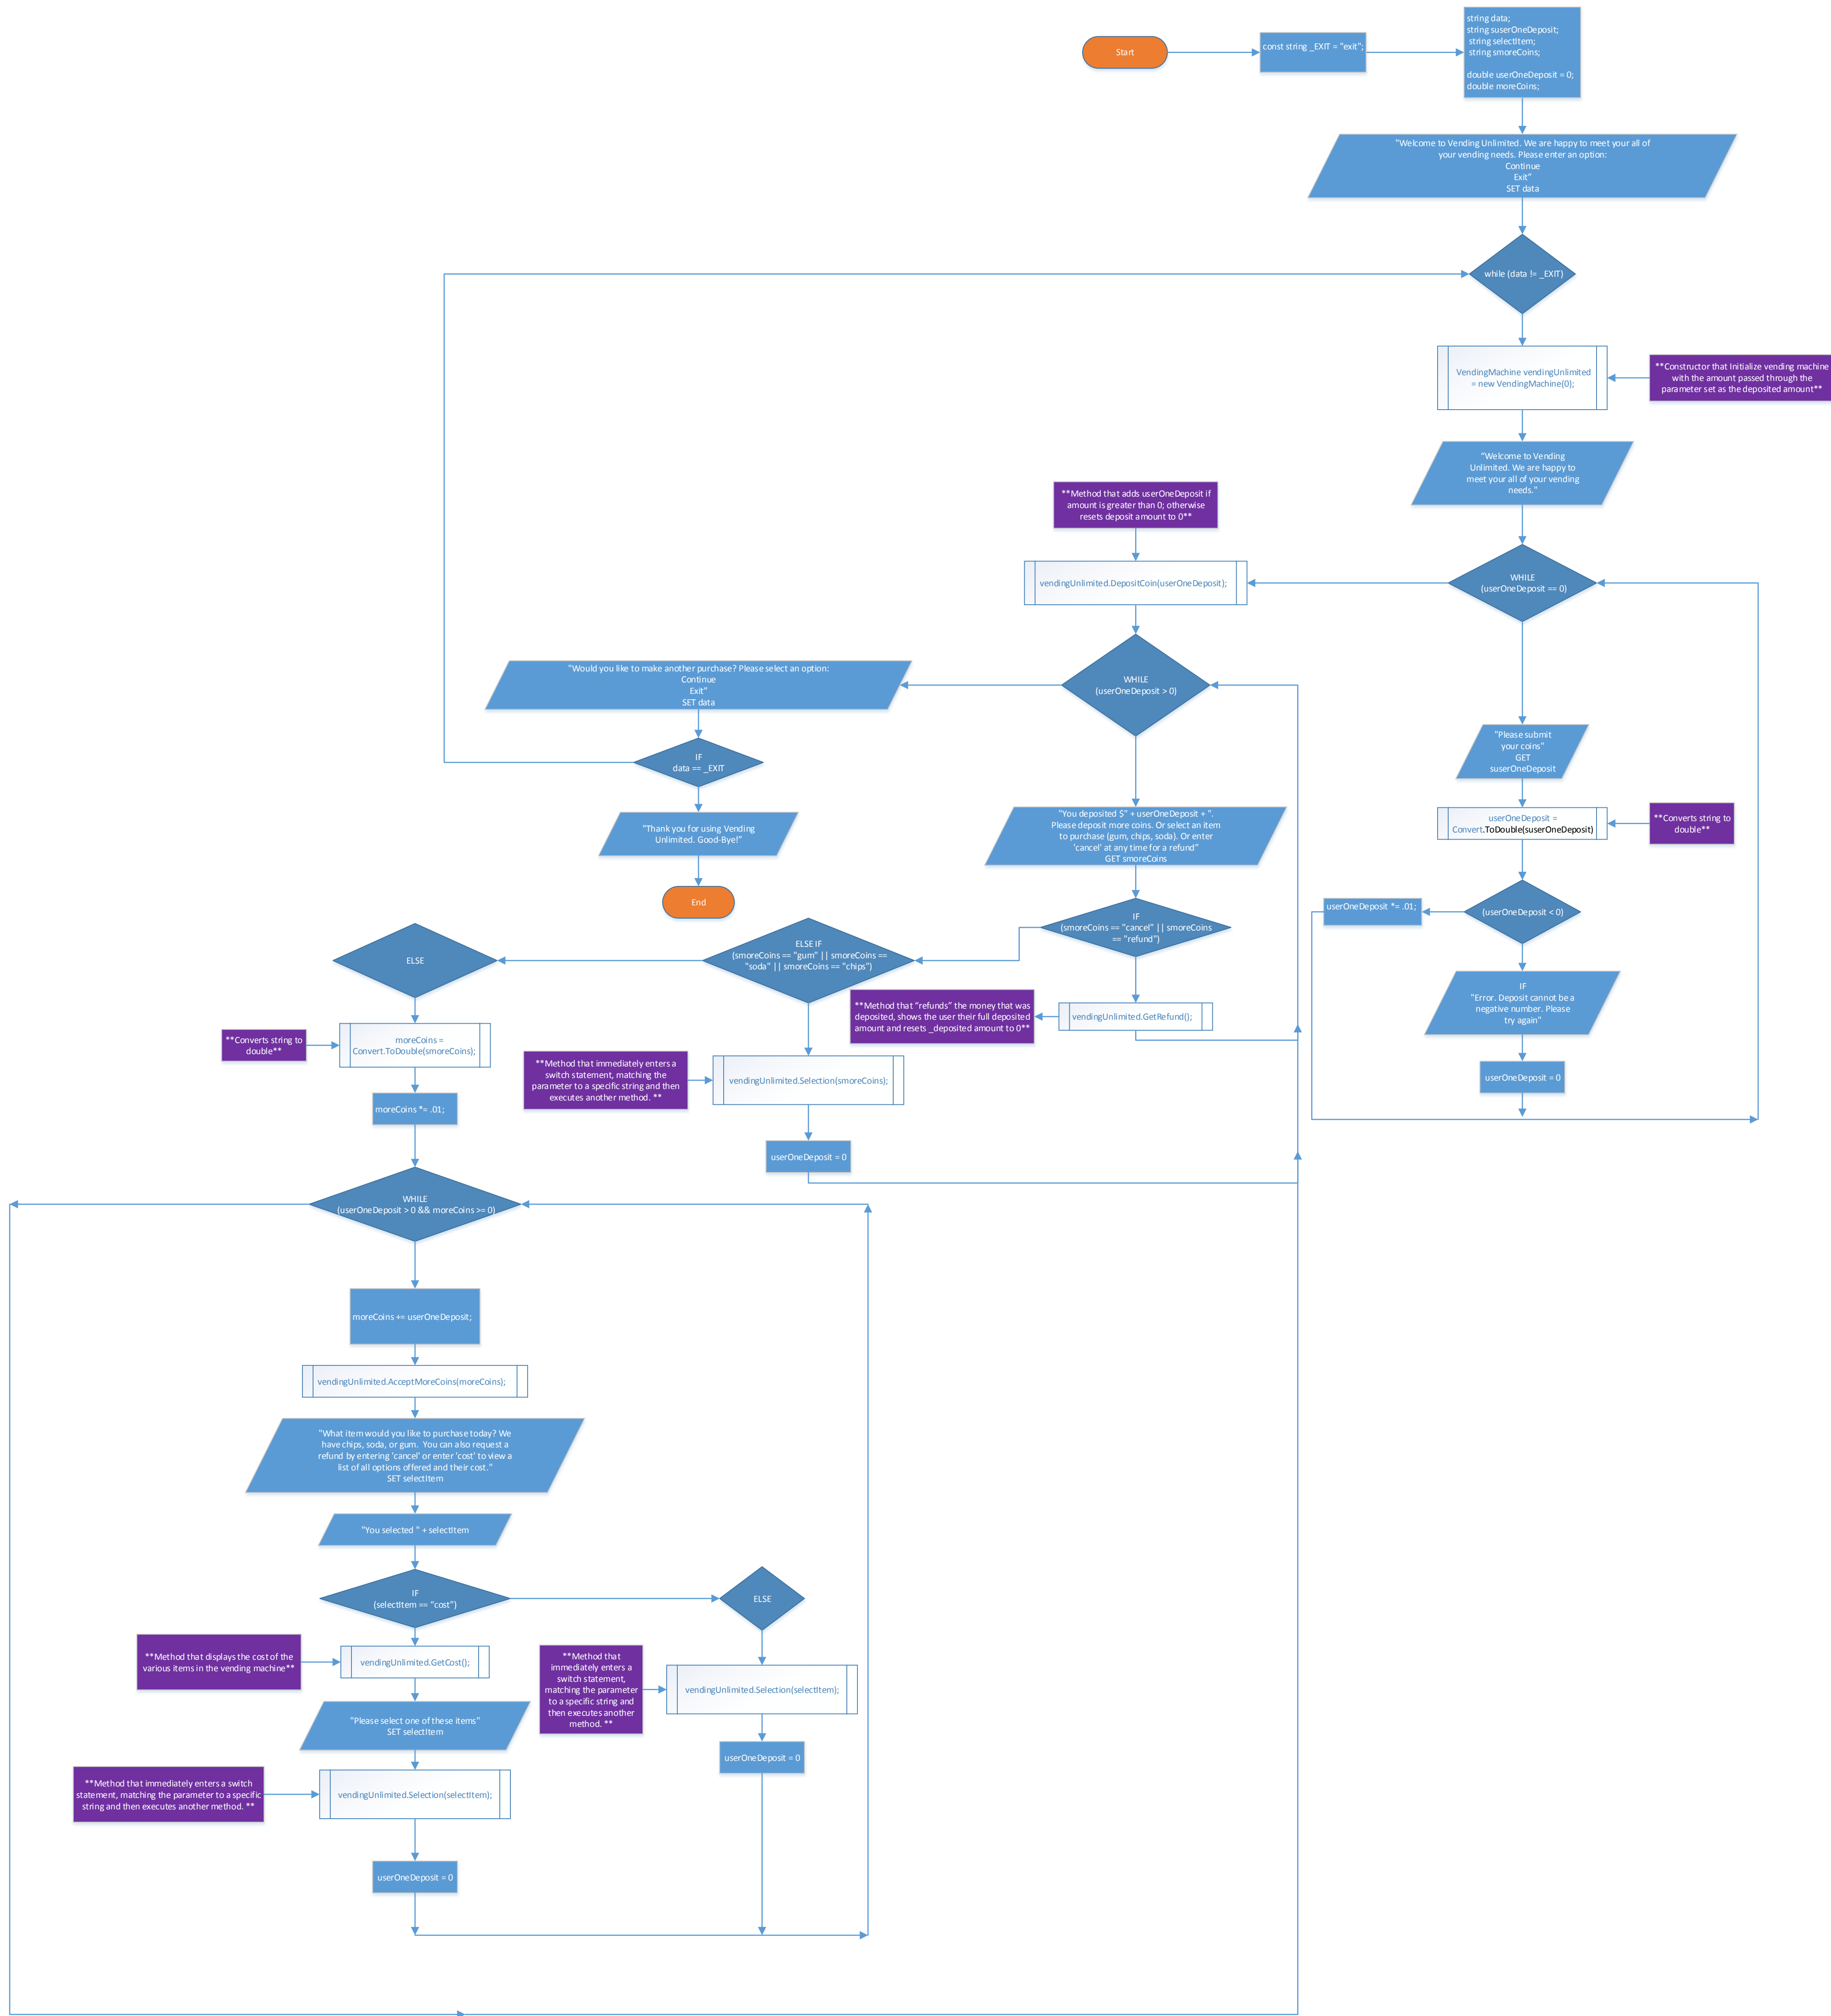 Start
const string _EXIT = "exit";
string data;
string suserOneDeposit;
string selectItem;
string smoreCoins;
double userOneDeposit = 0;
double moreCoins;
"Welcome to Vending Unlimited. We are happy to meet your all of
your vending needs. Please enter an option:
Continue
Exit"
SET data
while (data != _EXIT)
VendingMachine vendingUnlimited
= new VendingMachine(0);
**Constructor that Initialize vending machine
with the amount passed through the
parameter set as the deposited amount**
"Welcome to Vending
Unlimited. We are happy to
meet your all of your vending
needs."
**Method that adds userOneDeposit if
amount is greater than 0; otherwise
resets deposit amount to 0**
vendingUnlimited.DepositCoin(userOneDeposit);
WHILE
(userOneDeposit == 0)
"Would you like to make another purchase? Please select an option:
Continue
Exit"
SET data
WHILE
(userOneDeposit > 0)
"Please submit
your coins"
GET
suserOneDeposit
IF
data == _EXIT
"Thank you for using Vending
Unlimited. Good-Bye!"
End
"You deposited $" + userOneDeposit + ".
Please deposit more coins. Or select an item
to purchase (gum, chips, soda). Or enter
'cancel' at any time for a refund"
GET smoreCoins
userOneDeposit =
Convert.ToDouble(suserOneDeposit)
**Converts string to
double**
userOneDeposit *= .01;
(userOneDeposit < 0)
IF
(smoreCoins == "cancel" || smoreCoins
== "refund")
ELSE IF
(smoreCoins == "gum" || smoreCoins ==
"soda" || smoreCoins == "chips")
ELSE
IF
"Error. Deposit cannot be a
negative number. Please
try again"
**Method that "refunds" the money that was
deposited, shows the user their full deposited
amount and resets _deposited amount to 0**
vendingUnlimited.GetRefund();
**Converts string to
double**
moreCoins =
Convert.ToDouble(smoreCoins);
**Method that immediately enters a
switch statement, matching the
parameter to a specific string and then
executes another method. **
vendingUnlimited.Selection(smoreCoins);
userOneDeposit = 0
moreCoins *= .01;
userOneDeposit = 0
WHILE
(userOneDeposit > 0 && moreCoins >= 0)
moreCoins += userOneDeposit;
vendingUnlimited.AcceptMoreCoins(moreCoins);
"What item would you like to purchase today? We
have chips, soda, or gum.  You can also request a
refund by entering 'cancel' or enter 'cost' to view a
list of all options offered and their cost."
SET selectItem
"You selected " + selectItem
IF
(selectItem == "cost")
ELSE
**Method that displays the cost of the
various items in the vending machine**
vendingUnlimited.GetCost();
**Method that
immediately enters a
switch statement,
matching the parameter
to a specific string and
then executes another
method. **
vendingUnlimited.Selection(selectItem);
"Please select one of these items"
SET selectItem
userOneDeposit = 0
**Method that immediately enters a switch
statement, matching the parameter to a specific
string and then executes another method. **
vendingUnlimited.Selection(selectItem);
userOneDeposit = 0